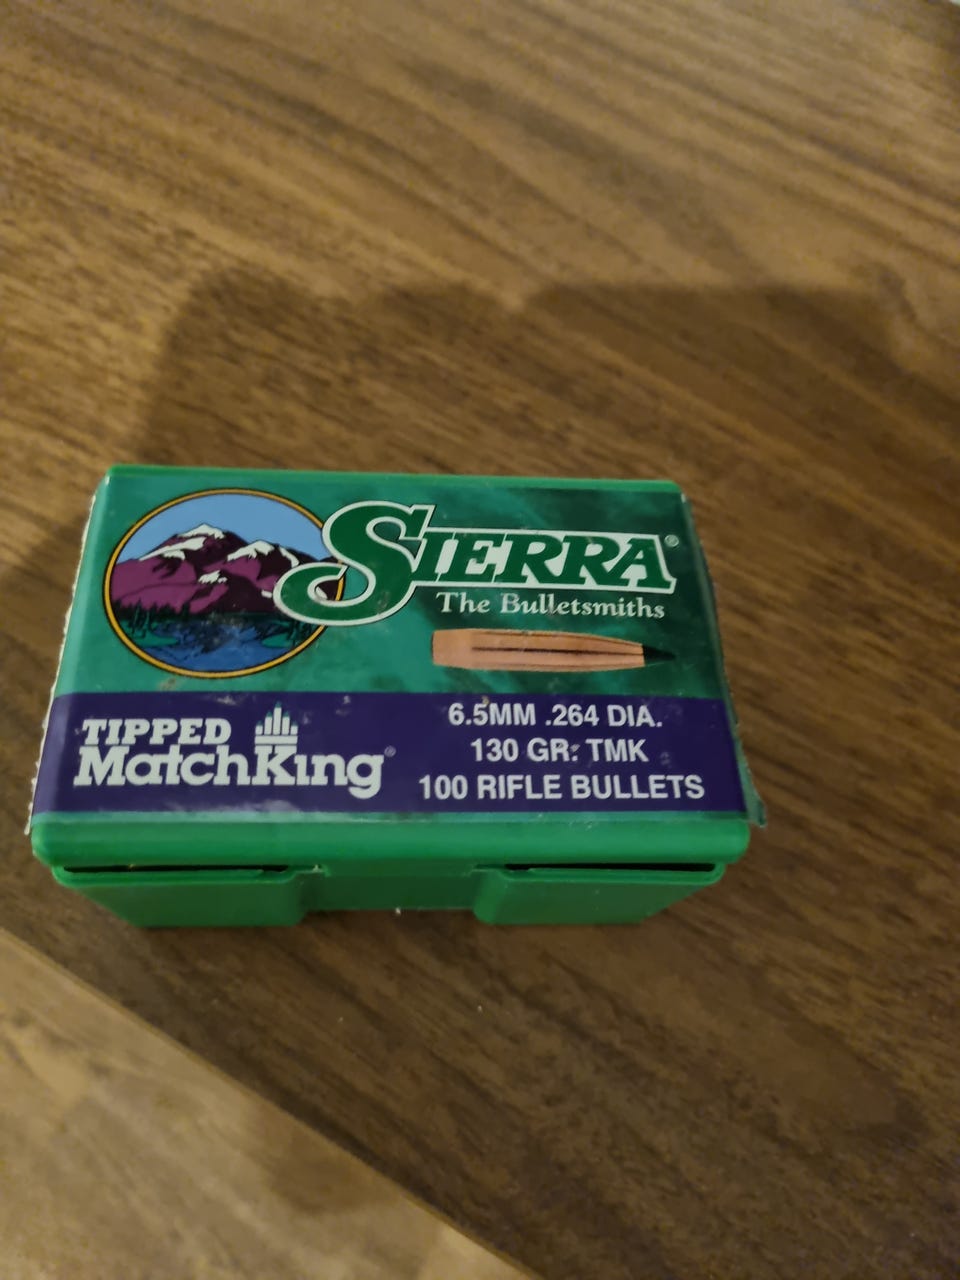 SIERRA®
The Bulletsmiths
TIPPED
MatchKing®
6.5MM .264 DIA.
130 GR. TMK
100 RIFLE BULLETS